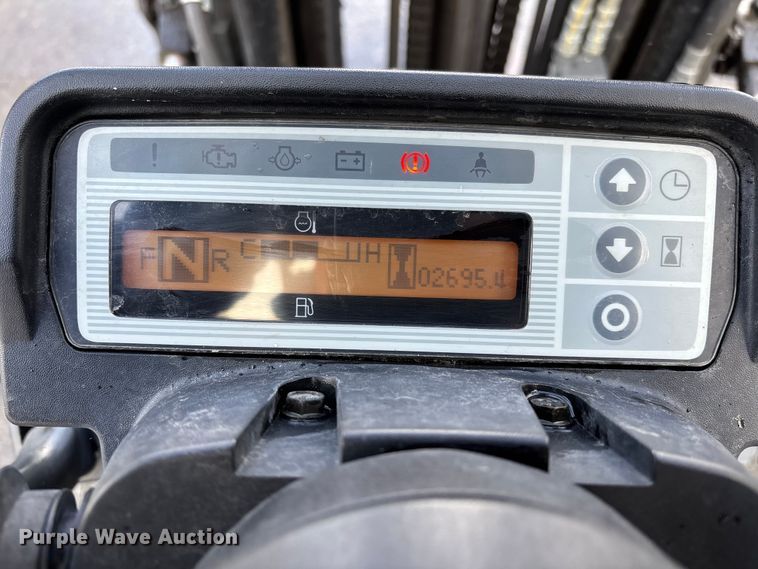 F N R C H 02695.4
Purple Wave Auction